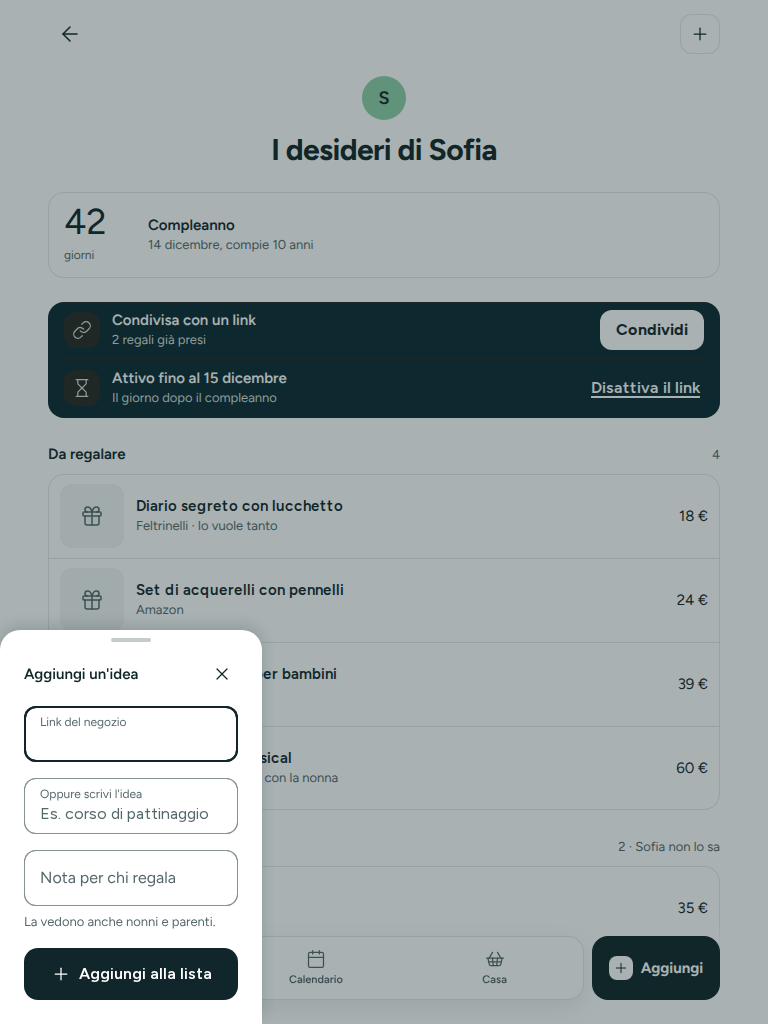 S
I desideri di Sofia
42
giorni
Compleanno
14 dicembre, compie 10 anni
Condivisa con un link
2 regali già presi
Condividi
Attivo fino al 15 dicembre
Il giorno dopo il compleanno
Disattiva il link
Da regalare
4
Diario segreto con lucchetto
Feltrinelli · lo vuole tanto
18 €
Set di acquerelli con pennelli
Amazon
24 €
per bambini
39 €
sical
con la nonna
60 €
2 · Sofia non lo sa
35 €
Aggiungi un'idea
Link del negozio
Oppure scrivi l'idea
Es. corso di pattinaggio
Nota per chi regala
La vedono anche nonni e parenti.
Aggiungi alla lista
Calendario
Casa
Aggiungi